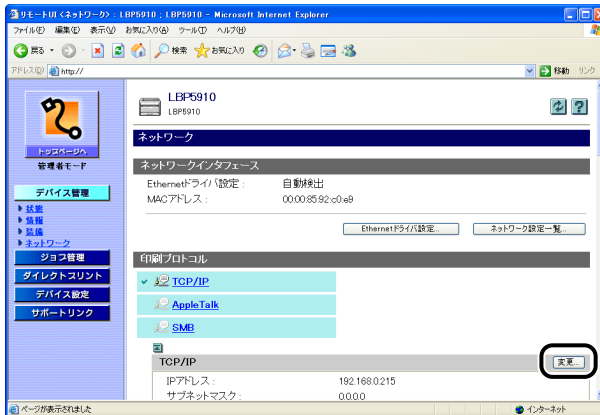 リモートUI <ネットワーク> : LBP5910 ; LBP5910 - Microsoft Internet Explorer
ファイル(F) 編集(E) 表示(V) お気に入り(A) ツール(T) ヘルプ(H)
戻る 検索 お気に入り
アドレス(D) http:// 移動 リンク
LBP5910
LBP5910
トップページへ
管理者モード
デバイス管理
状態
情報
装備
ネットワーク
ジョブ管理
ダイレクトプリント
デバイス設定
サポートリンク
ネットワーク
ネットワークインタフェース
Ethernetドライバ設定 : 自動検出
MACアドレス : 00:00:85:92:c0:e9
Ethernetドライバ設定... ネットワーク設定一覧...
印刷プロトコル
TCP/IP
AppleTalk
SMB
TCP/IP 変更...
IPアドレス : 192.168.0.215
サブネットマスク : 0.0.0.0
ページが表示されました インターネット